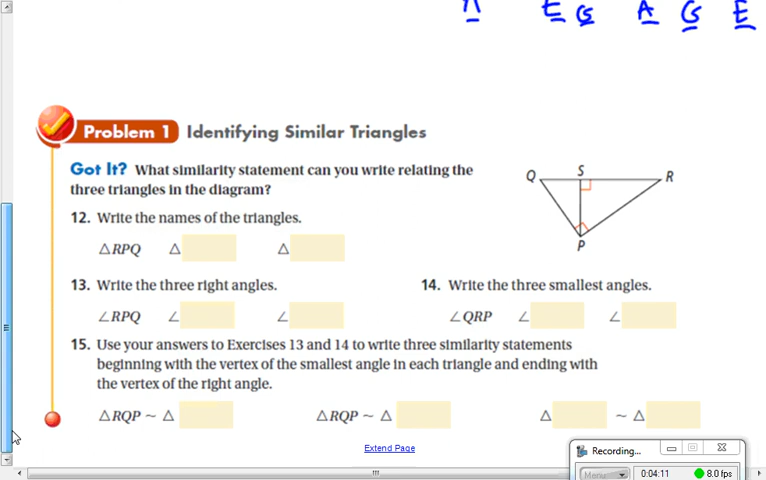 E G A G E
Problem 1 Identifying Similar Triangles
Got It? What similarity statement can you write relating the
three triangles in the diagram?
Q S R
P
12. Write the names of the triangles.
△RPQ △ △
13. Write the three right angles.
∠RPQ ∠ ∠
14. Write the three smallest angles.
∠QRP ∠ ∠
15. Use your answers to Exercises 13 and 14 to write three similarity statements
beginning with the vertex of the smallest angle in each triangle and ending with
the vertex of the right angle.
△RQP ~ △ △RQP ~ △ △ ~ △
Extend Page
Recording...
Menu 0:04:11 8.0 fps